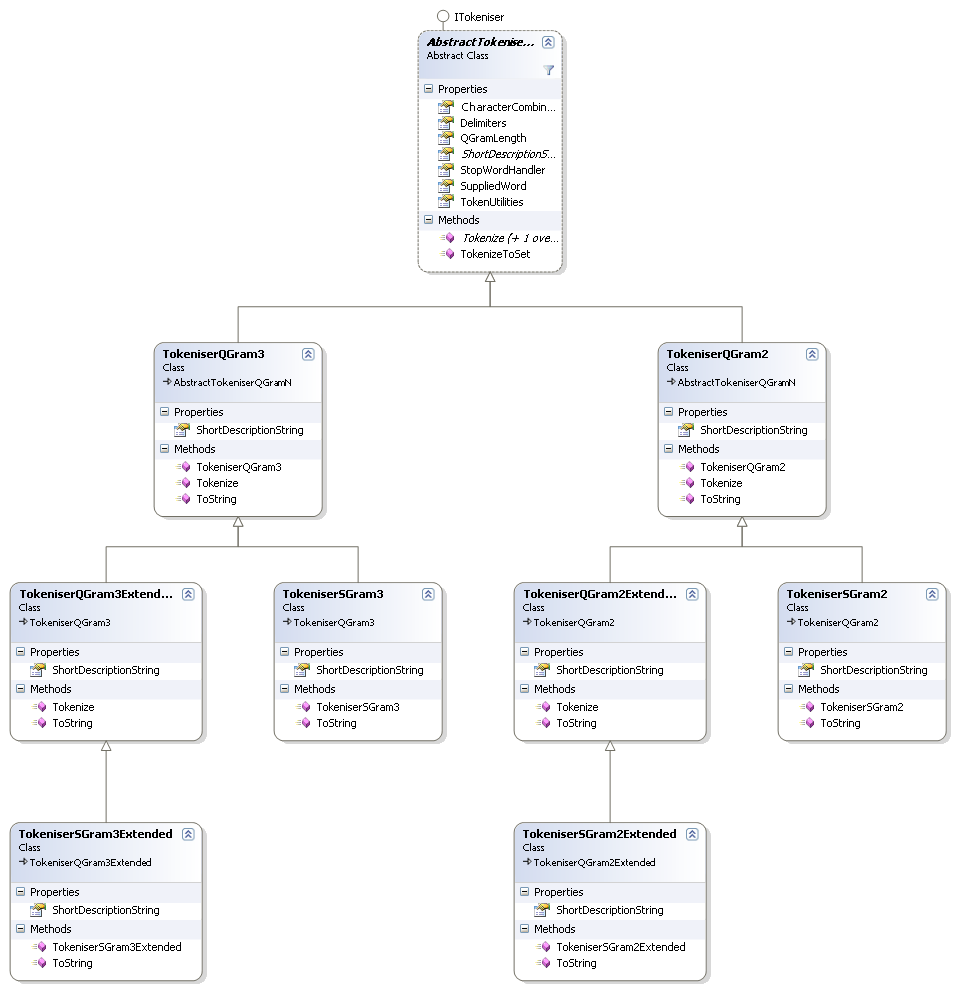 ITokeniser
AbstractTokenise...
Abstract Class
Properties
CharacterCombin...
Delimiters
QGramLength
ShortDescriptionS...
StopWordHandler
SuppliedWord
TokenUtilities
Methods
Tokenize (+ 1 ove...
TokenizeToSet
TokeniserQGram3
Class
AbstractTokeniserQGramN
Properties
ShortDescriptionString
Methods
TokeniserQGram3
Tokenize
ToString
TokeniserQGram2
Class
AbstractTokeniserQGramN
Properties
ShortDescriptionString
Methods
TokeniserQGram2
Tokenize
ToString
TokeniserQGram3Extend...
Class
TokeniserQGram3
Properties
ShortDescriptionString
Methods
Tokenize
ToString
TokeniserSGram3
Class
TokeniserQGram3
Properties
ShortDescriptionString
Methods
TokeniserSGram3
ToString
TokeniserQGram2Extend...
Class
TokeniserQGram2
Properties
ShortDescriptionString
Methods
Tokenize
ToString
TokeniserSGram2
Class
TokeniserQGram2
Properties
ShortDescriptionString
Methods
TokeniserSGram2
ToString
TokeniserSGram3Extended
Class
TokeniserQGram3Extended
Properties
ShortDescriptionString
Methods
TokeniserSGram3Extended
ToString
TokeniserSGram2Extended
Class
TokeniserQGram2Extended
Properties
ShortDescriptionString
Methods
TokeniserSGram2Extended
ToString